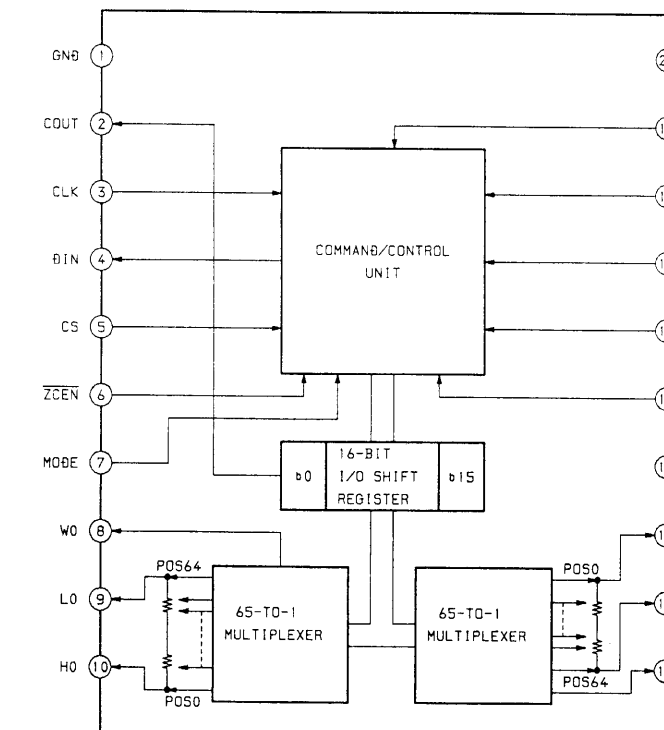 GND 1
COUT 2
CLK 3
DIN 4
CS 5
ZCEN 6
MODE 7
W0 8
L0 9
H0 10
COMMAND/CONTROL
UNIT
b0
16-BIT
I/O SHIFT
REGISTER
b15
POS64
65-TO-1
MULTIPLEXER
POS0
65-TO-1
MULTIPLEXER
POS0
POS64